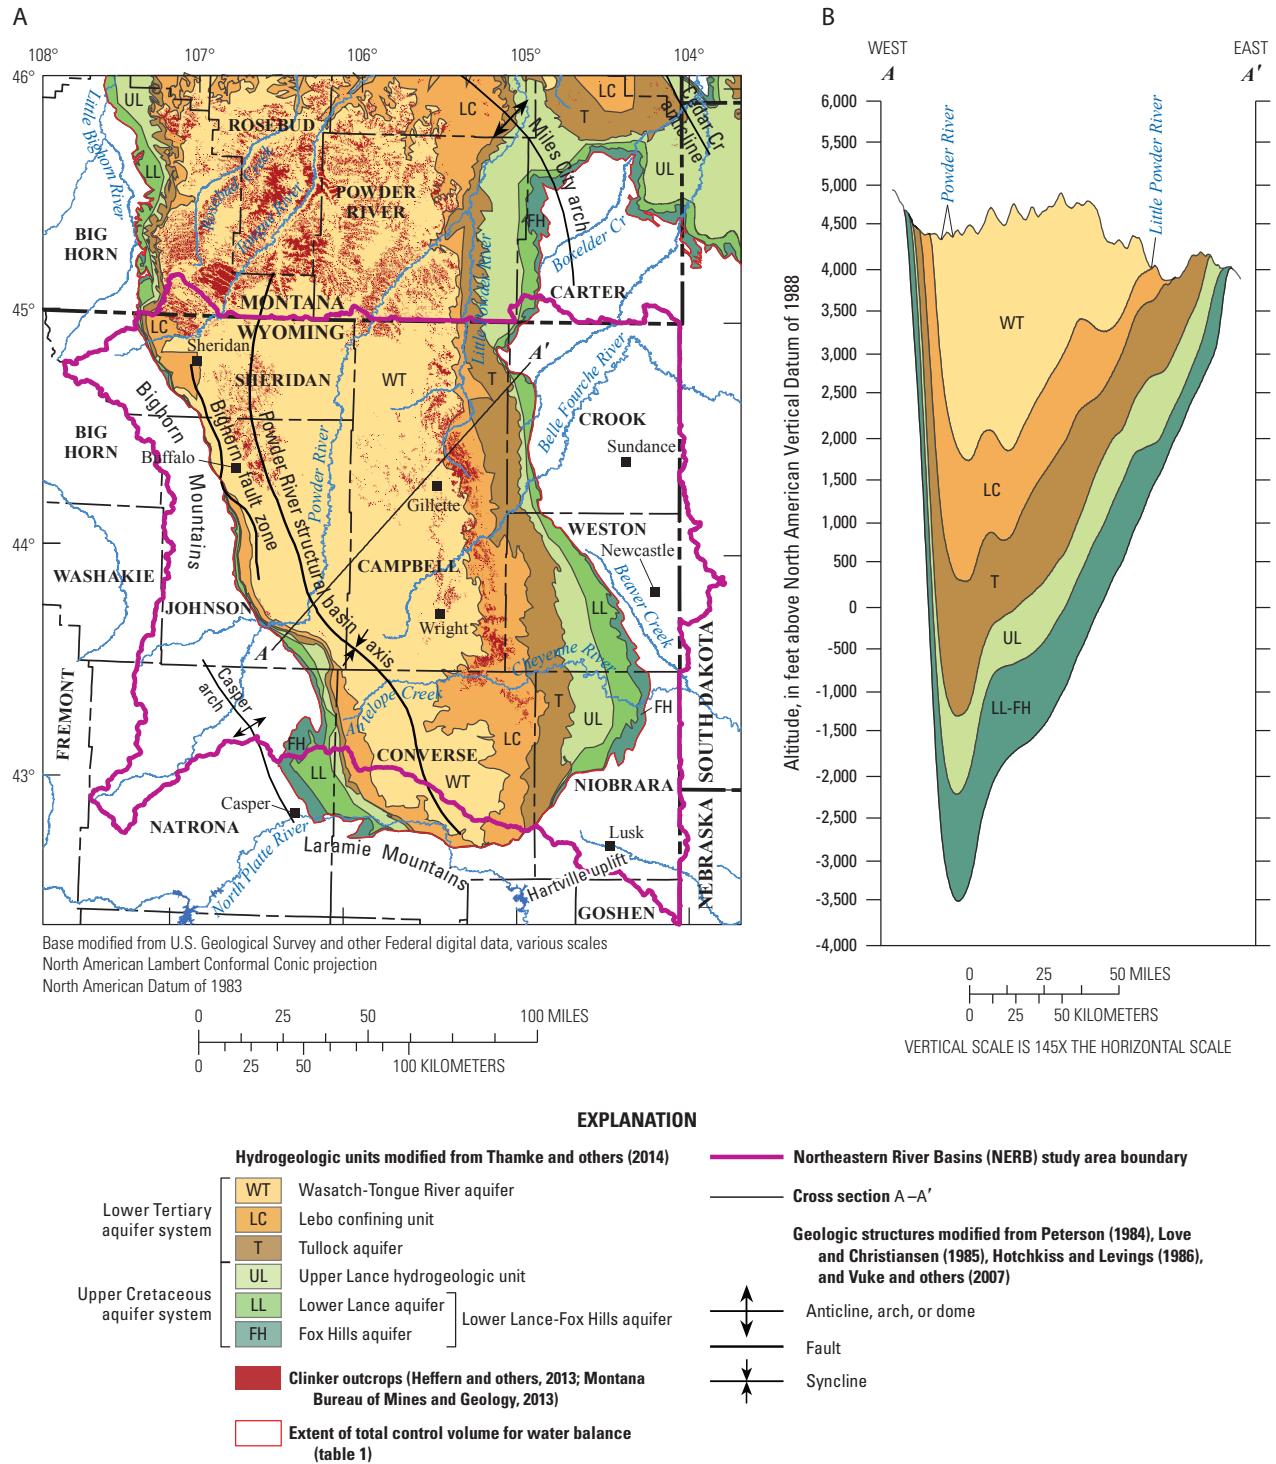 A
108°
107°
106°
105°
104°
46°
45°
44°
43°
UL
LL
LC
LC
T
UL
FH
ROSEBUD
POWDER
RIVER
BIG
HORN
CARTER
MONTANA
WYOMING
Little Bighorn River
Rosebud Creek
Tongue River
Little Powder River
Boxelder Cr
Miles City arch
Cedar Cr
anticline
LC
Sheridan
SHERIDAN
WT
T
A′
Belle Fourche River
CROOK
Sundance
BIG
HORN
Buffalo
Bighorn Mountains
Bighorn fault zone
Powder River structural basin axis
Powder River
Gillette
WESTON
Newcastle
Beaver Creek
WASHAKIE
JOHNSON
CAMPBELL
Wright
LL
A
Cheyenne River
Antelope Creek
FREMONT
Casper
arch
FH
LL
CONVERSE
WT
LC
T
UL
FH
NIOBRARA
SOUTH DAKOTA
NEBRASKA
Casper
NATRONA
North Platte River
Laramie Mountains
Lusk
Hartville uplift
GOSHEN
Base modified from U.S. Geological Survey and other Federal digital data, various scales
North American Lambert Conformal Conic projection
North American Datum of 1983
0 25 50 100 MILES
0 25 50 100 KILOMETERS
B
WEST
EAST
A
A′
Powder River
Little Powder River
Altitude, in feet above North American Vertical Datum of 1988
6,000
5,000
4,500
4,000
3,500
3,000
2,500
2,000
1,500
1,000
500
0
-500
-1,000
-1,500
-2,000
-2,500
-3,000
-3,500
-4,000
WT
LC
T
UL
LL-FH
0 25 50 MILES
0 25 50 KILOMETERS
VERTICAL SCALE IS 145X THE HORIZONTAL SCALE
EXPLANATION
Hydrogeologic units modified from Thamke and others (2014)
Lower Tertiary
aquifer system
WT Wasatch-Tongue River aquifer
LC Lebo confining unit
T Tullock aquifer
Upper Cretaceous
aquifer system
UL Upper Lance hydrogeologic unit
LL Lower Lance aquifer
FH Fox Hills aquifer
Lower Lance-Fox Hills aquifer
Clinker outcrops (Heffern and others, 2013; Montana
Bureau of Mines and Geology, 2013)
Extent of total control volume for water balance
(table 1)
Northeastern River Basins (NERB) study area boundary
Cross section A–A′
Geologic structures modified from Peterson (1984), Love
and Christiansen (1985), Hotchkiss and Levings (1986),
and Vuke and others (2007)
Anticline, arch, or dome
Fault
Syncline